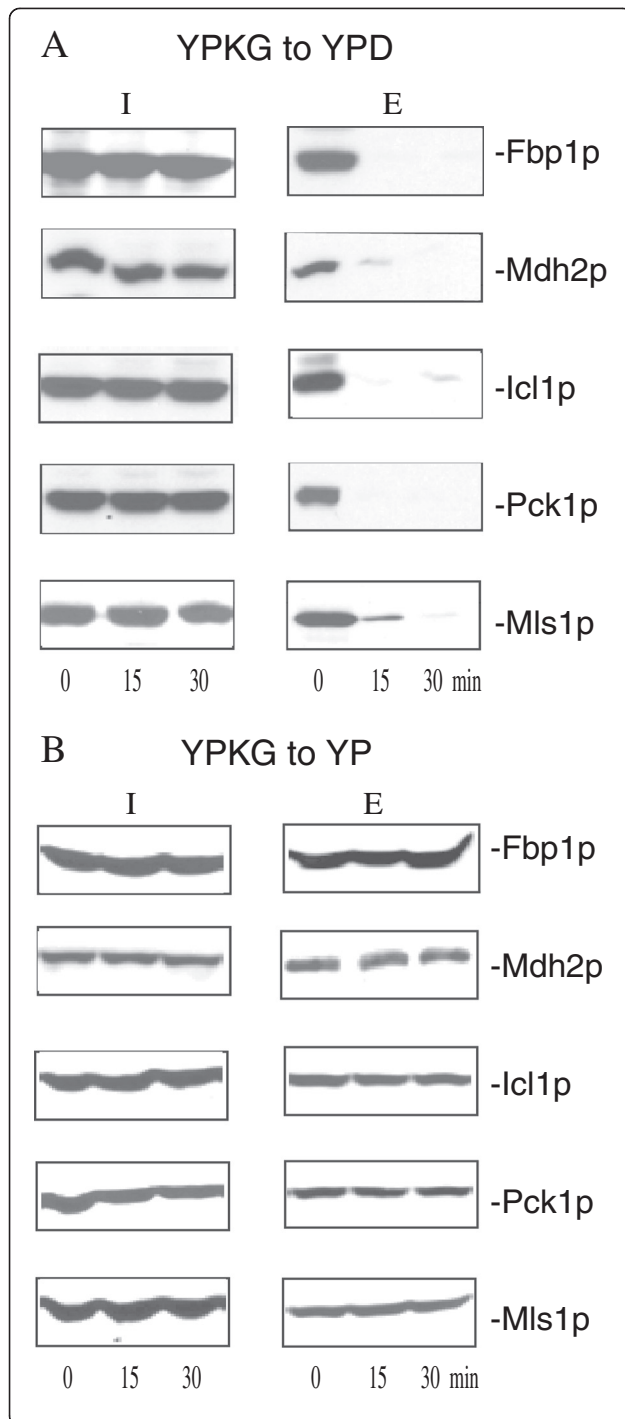 A YPKG to YPD
I E
-Fbp1p
-Mdh2p
-Icl1p
-Pck1p
-Mls1p
0 15 30 0 15 30 min
B YPKG to YP
I E
-Fbp1p
-Mdh2p
-Icl1p
-Pck1p
-Mls1p
0 15 30 0 15 30 min